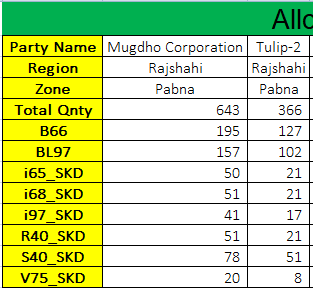 Allo
Party Name Mugdho Corporation Tulip-2
Region Rajshahi Rajshahi
Zone Pabna Pabna
Total Qnty 643 366
B66 195 127
BL97 157 102
i65_SKD 50 21
i68_SKD 51 21
i97_SKD 41 17
R40_SKD 51 21
S40_SKD 78 51
V75_SKD 20 8